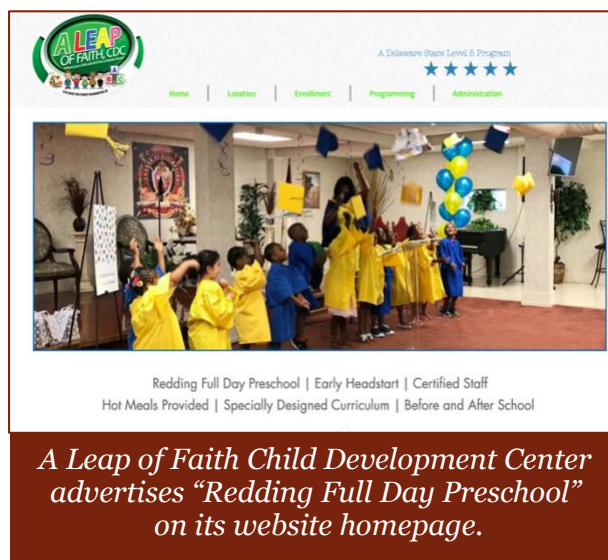 A LEAP
OF FAITH, CDC
A Delaware Stars Level 5 Program
Home | Location | Enrollment | Programming | Administration
A
B C
Redding Full Day Preschool | Early Headstart | Certified Staff
Hot Meals Provided | Specially Designed Curriculum | Before and After School
A Leap of Faith Child Development Center
advertises “Redding Full Day Preschool”
on its website homepage.